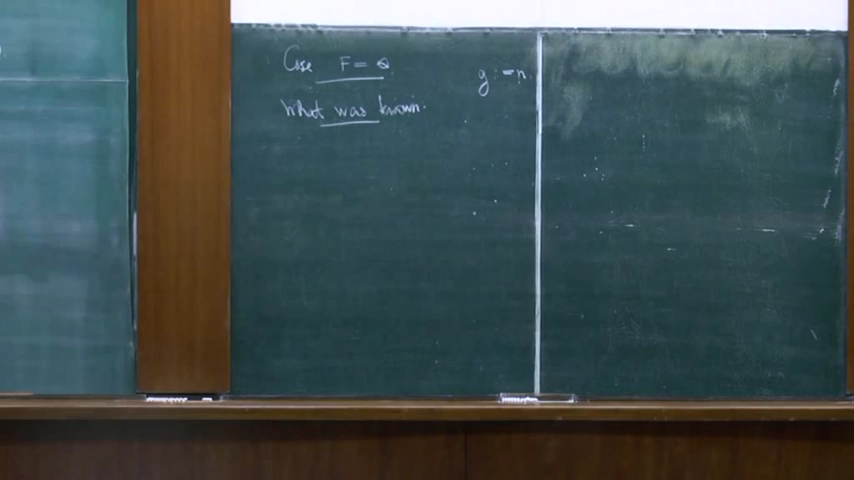 Case F = Q
g := n
What was known.